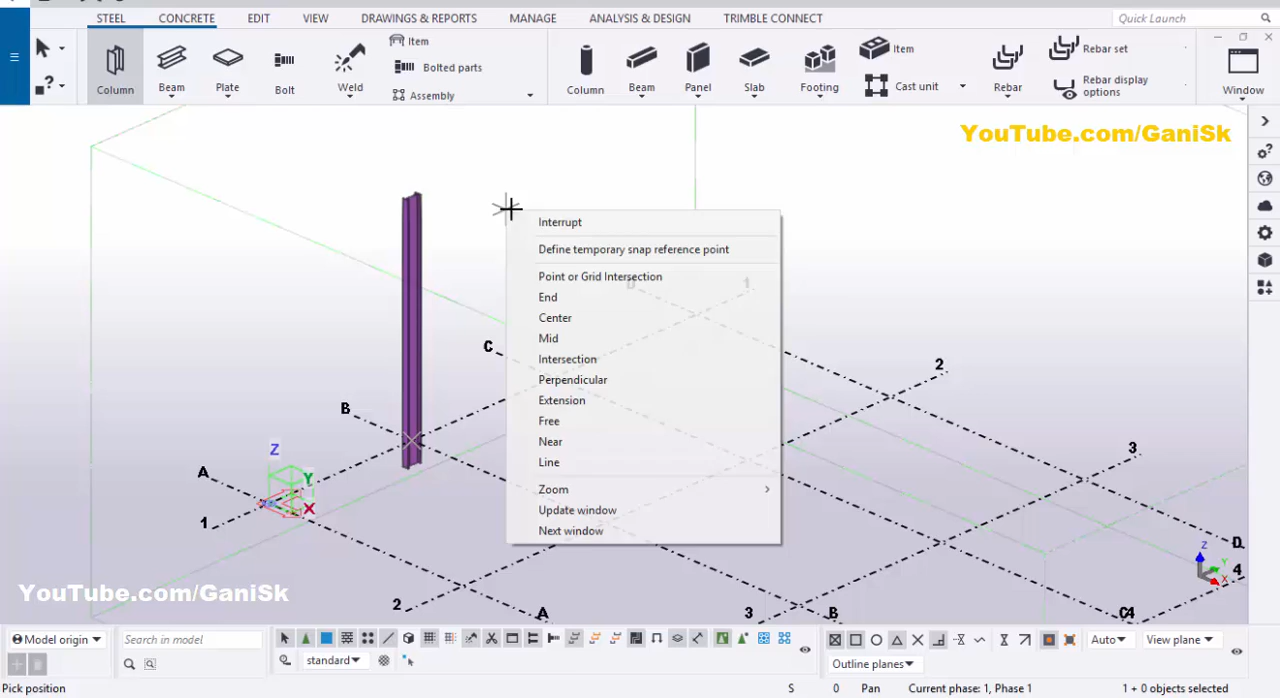 STEEL CONCRETE EDIT VIEW DRAWINGS & REPORTS MANAGE ANALYSIS & DESIGN TRIMBLE CONNECT Quick Launch
Column Beam Plate Bolt Weld Item
Bolted parts
Assembly
Column Beam Panel Slab Footing Item
Cast unit
Rebar Rebar set
Rebar display
options
Window
YouTube.com/GaniSk
Interrupt
Define temporary snap reference point
Point or Grid Intersection
End
Center
Mid
Intersection
Perpendicular
Extension
Free
Near
Line
Zoom
Update window
Next window
1
C
2
B
3
Z
A
Y
X
1
Z
Y
X
D
4
2
A
3
B
C4
YouTube.com/GaniSk
Model origin Search in model
standard
Auto View plane
Outline planes
Pick position S 0 Pan Current phase: 1, Phase 1 1 + 0 objects selected